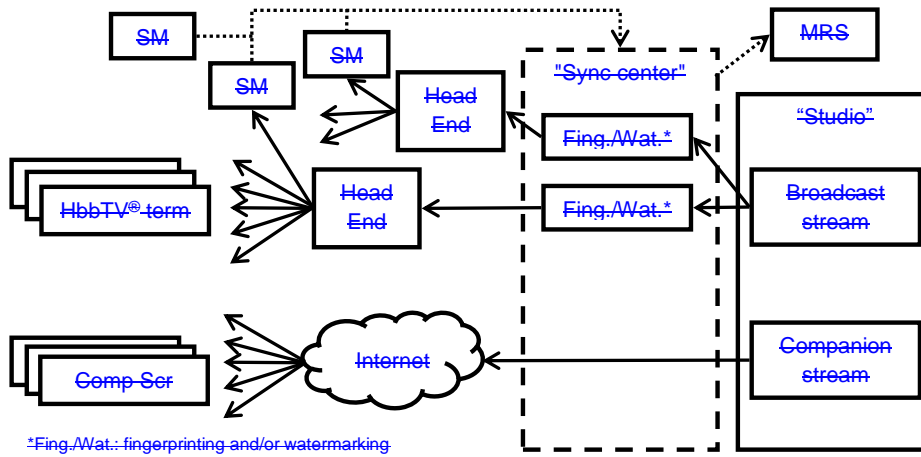 SM
MRS
SM
"Sync center"
SM
Head
End
“Studio”
Fing./Wat.*
HbbTV® term
Head
End
Fing./Wat.*
Broadcast
stream
Comp Scr
Internet
Companion
stream
*Fing./Wat.: fingerprinting and/or watermarking